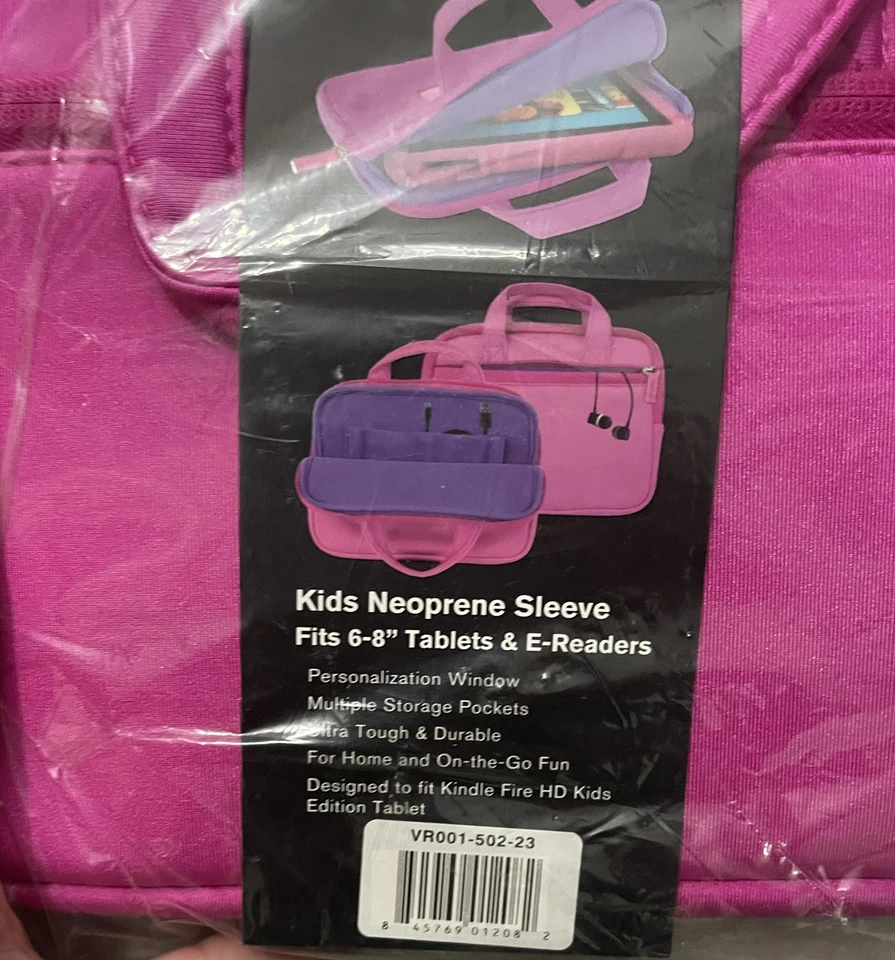 Kids Neoprene Sleeve
Fits 6-8” Tablets & E-Readers
Personalization Window
Multiple Storage Pockets
Ultra Tough & Durable
For Home and On-the-Go Fun
Designed to fit Kindle Fire HD Kids
Edition Tablet
VR001-502-23
8 45769 01208 2